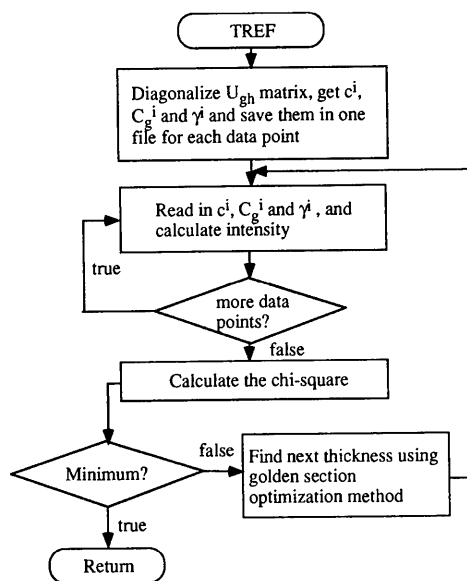 TREF
Diagonalize U_gh matrix, get c^i,
C_g^i and γ^i and save them in one
file for each data point
Read in c^i, C_g^i and γ^i , and
calculate intensity
true
more data
points?
false
Calculate the chi-square
Minimum?
false
Find next thickness using
golden section
optimization method
true
Return